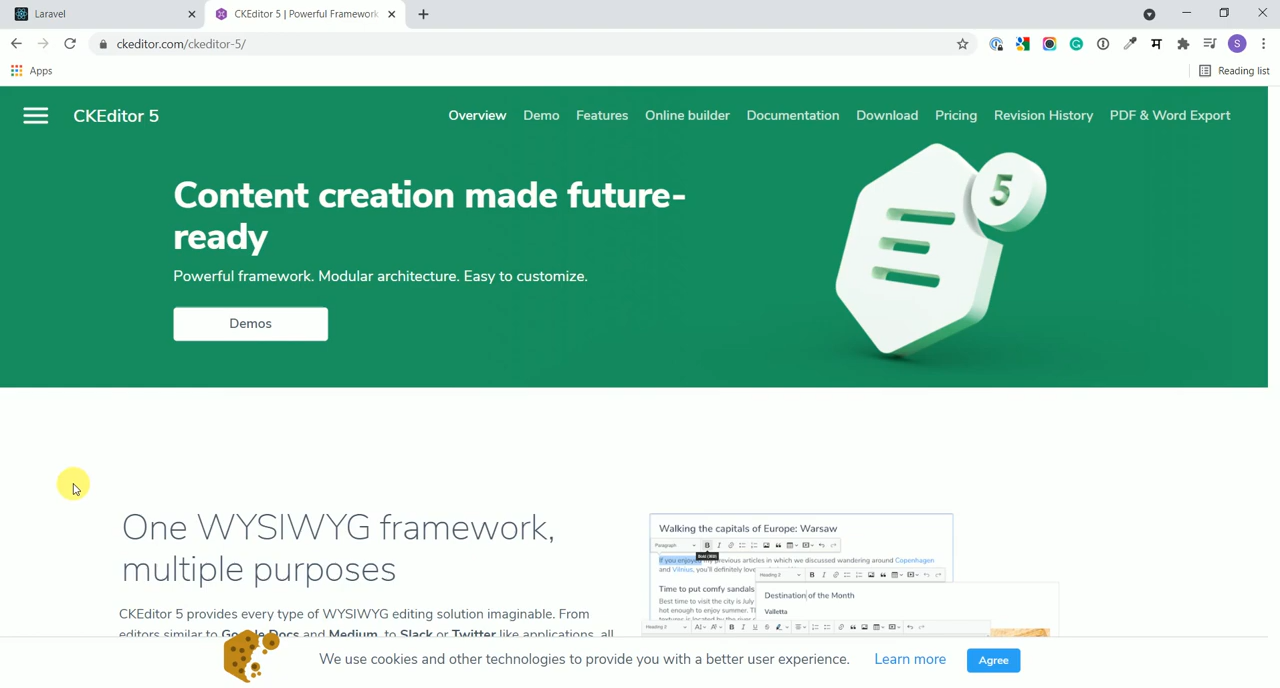 Laravel
CKEditor 5 | Powerful Framework
ckeditor.com/ckeditor-5/
Apps
Reading list
CKEditor 5
Overview
Demo
Features
Online builder
Documentation
Download
Pricing
Revision History
PDF & Word Export
Content creation made future-
ready
Powerful framework. Modular architecture. Easy to customize.
Demos
5
One WYSIWYG framework,
multiple purposes
CKEditor 5 provides every type of WYSIWYG editing solution imaginable. From
editors similar to Google Docs and Medium, to Slack or Twitter like applications, all
Walking the capitals of Europe: Warsaw
Paragraph
If you enjoyed my previous articles in which we discussed wandering around Copenhagen
and Vilnius, you'll definitely love
Heading 2
Time to put comfy sandals
Destination of the Month
Best time to visit the city is July
hot enough to enjoy summer. T
Valletta
Heading 2
We use cookies and other technologies to provide you with a better user experience.
Learn more
Agree